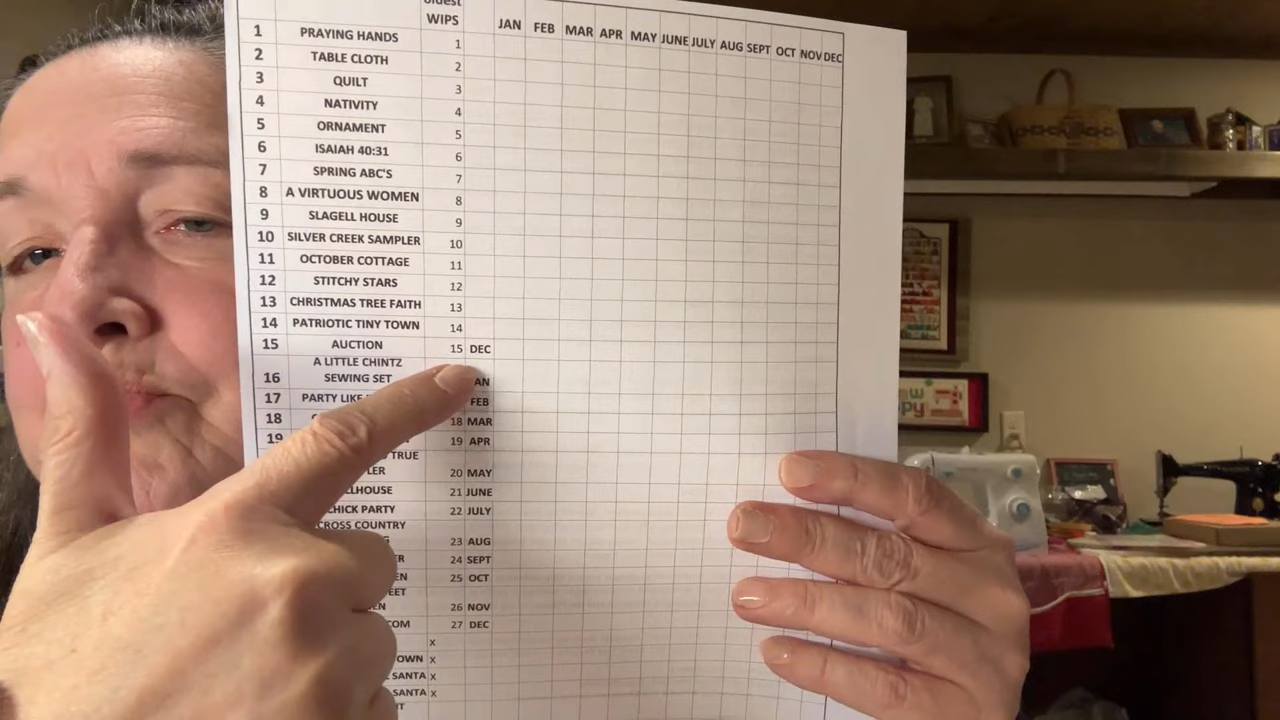 WIPS JAN FEB MAR APR MAY JUNE JULY AUG SEPT OCT NOV DEC
1 PRAYING HANDS 1
2 TABLE CLOTH 2
3 QUILT 3
4 NATIVITY 4
5 ORNAMENT 5
6 ISAIAH 40:31 6
7 SPRING ABC'S 7
8 A VIRTUOUS WOMEN 8
9 SLAGELL HOUSE 9
10 SILVER CREEK SAMPLER 10
11 OCTOBER COTTAGE 11
12 STITCHY STARS 12
13 CHRISTMAS TREE FAITH 13
14 PATRIOTIC TINY TOWN 14
15 AUCTION 15 DEC
A LITTLE CHINTZ
16 SEWING SET AN
17 PARTY LIKE FEB
18 18 MAR
19 19 APR
TRUE
LER 20 MAY
LLHOUSE 21 JUNE
CHICK PARTY 22 JULY
CROSS COUNTRY
23 AUG
ER 24 SEPT
EN 25 OCT
EET
EN 26 NOV
COM 27 DEC
X
OWN X
SANTA X
SANTA X